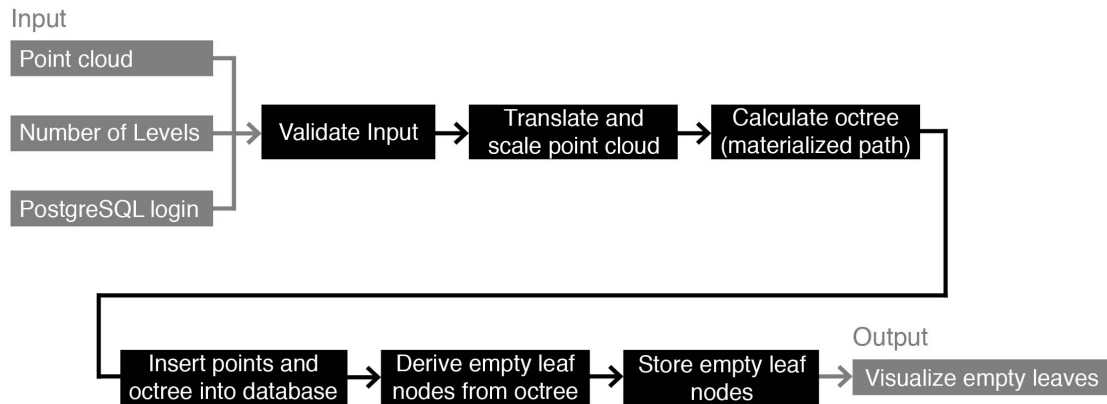 Input
Point cloud
Number of Levels
PostgreSQL login
Validate Input
Translate and
scale point cloud
Calculate octree
(materialized path)
Insert points and
octree into database
Derive empty leaf
nodes from octree
Store empty leaf
nodes
Output
Visualize empty leaves